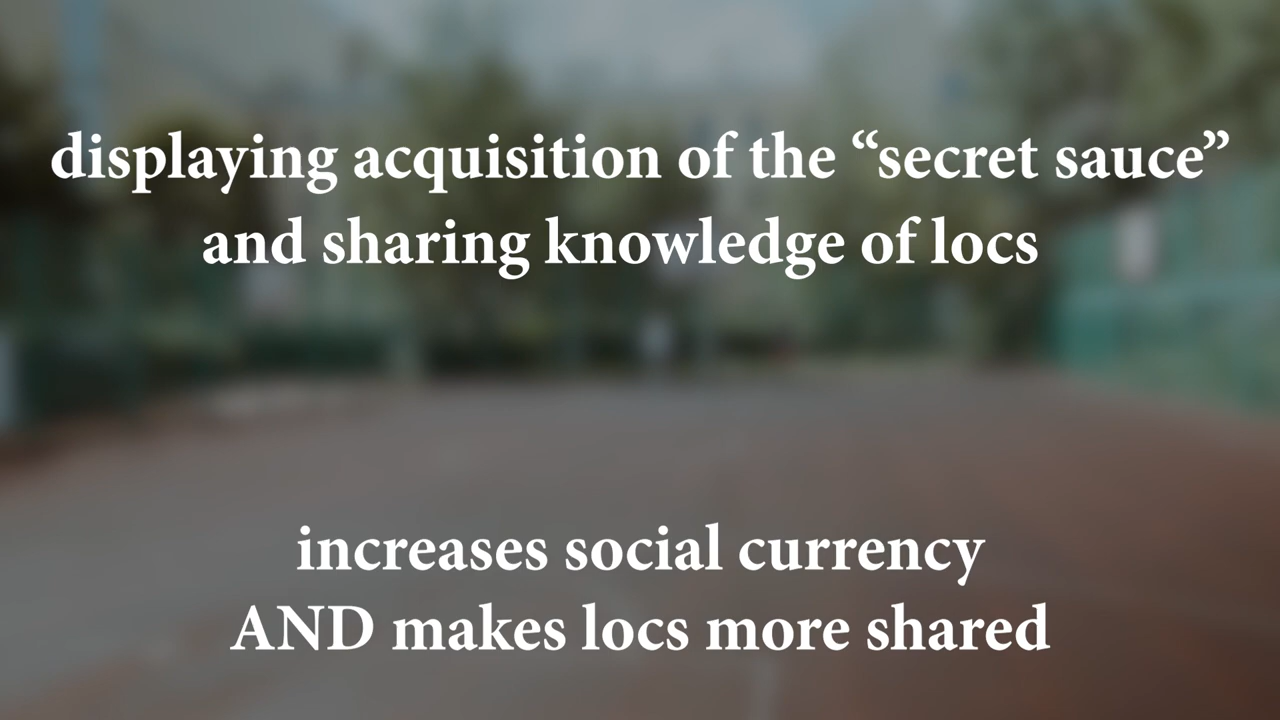 displaying acquisition of the “secret sauce”
and sharing knowledge of locs
increases social currency
AND makes locs more shared